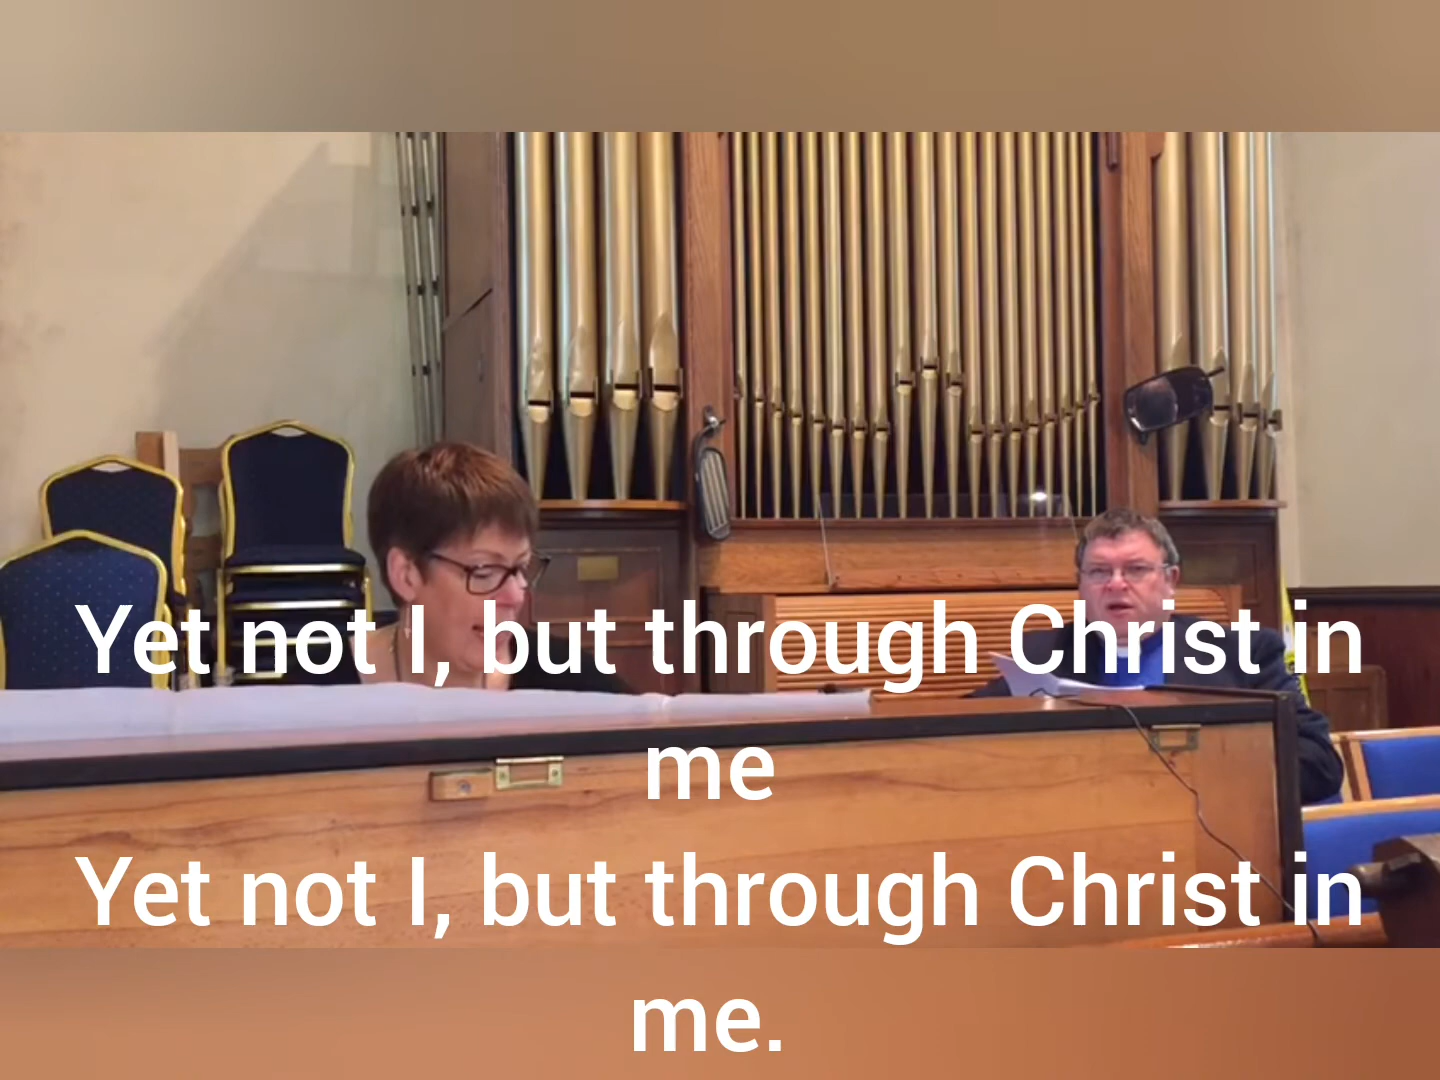 Yet not I, but through Christ in
me
Yet not I, but through Christ in
me.